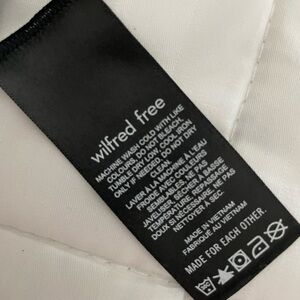 wilfred free
MACHINE WASH COLD WITH LIKE
COLOURS. DO NOT BLEACH.
TUMBLE DRY LOW. COOL IRON
ONLY IF NEEDED. DO NOT DRY
CLEAN.
LAVER À LA MACHINE À L'EAU
FROIDE AVEC COULEURS
SEMBLABLES. NE PAS
JAVELISER. SÉCHER À BASSE
TEMPÉRATURE. REPASSAGE
DOUX SI NÉCESSAIRE. NE PAS
NETTOYER À SEC.
MADE IN VIETNAM
FABRIQUÉ AU VIETNAM
MADE FOR EACH OTHER.